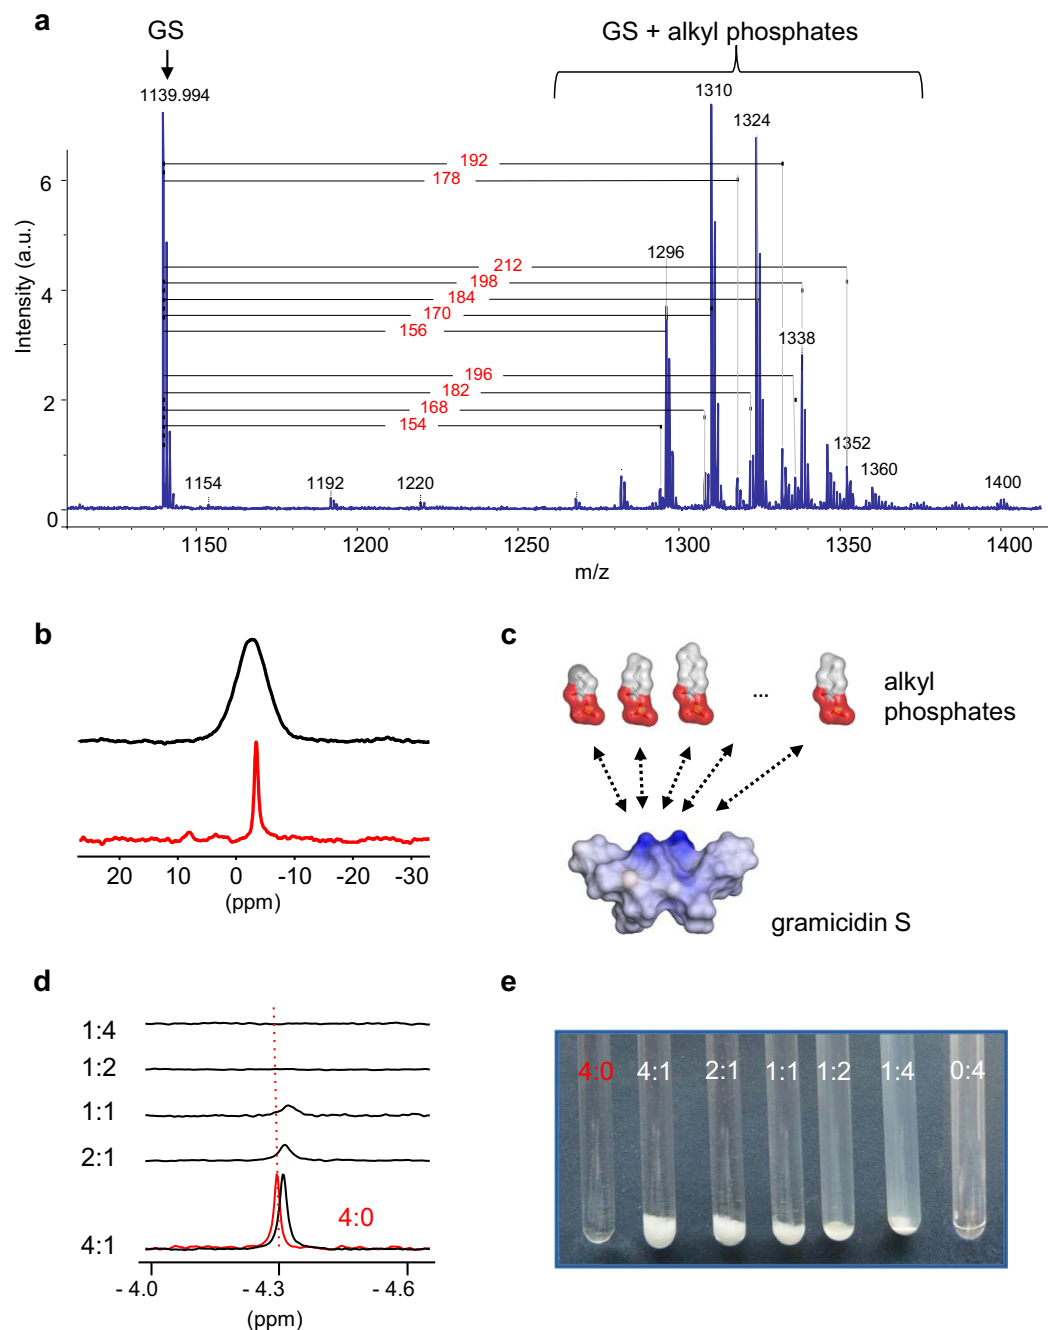 a
GS
GS + alkyl phosphates
1139.994
1310
1324
192
178
6
1296
212
198
184
170
156
4
1338
196
182
168
154
2
1352
1360
1154
1192
1220
1400
0
Intensity (a.u.)
1150
1200
1250
1300
1350
1400
m/z
b
20 10 0 -10 -20 -30
(ppm)
c
...
alkyl
phosphates
gramicidin S
d
1:4
1:2
1:1
2:1
4:0
4:1
- 4.0 - 4.3 - 4.6
(ppm)
e
4:0 4:1 2:1 1:1 1:2 1:4 0:4